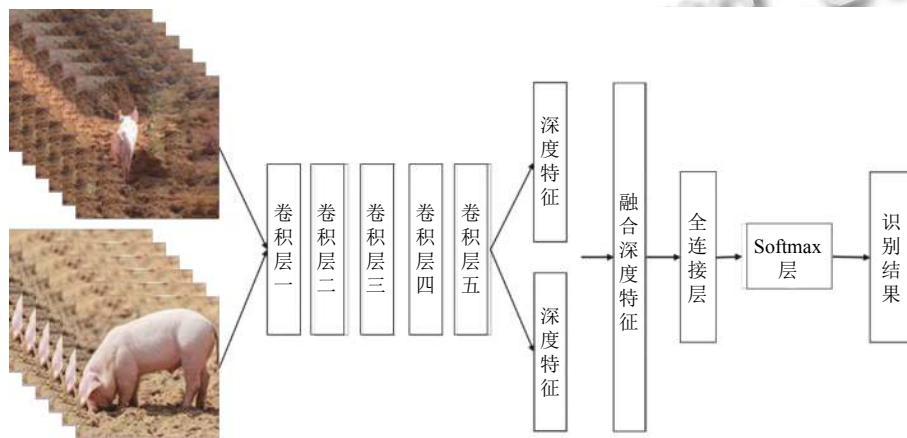 卷积层一
卷积层二
卷积层三
卷积层四
卷积层五
深度特征
深度特征
融合深度特征
全连接层
Softmax
层
识别结果